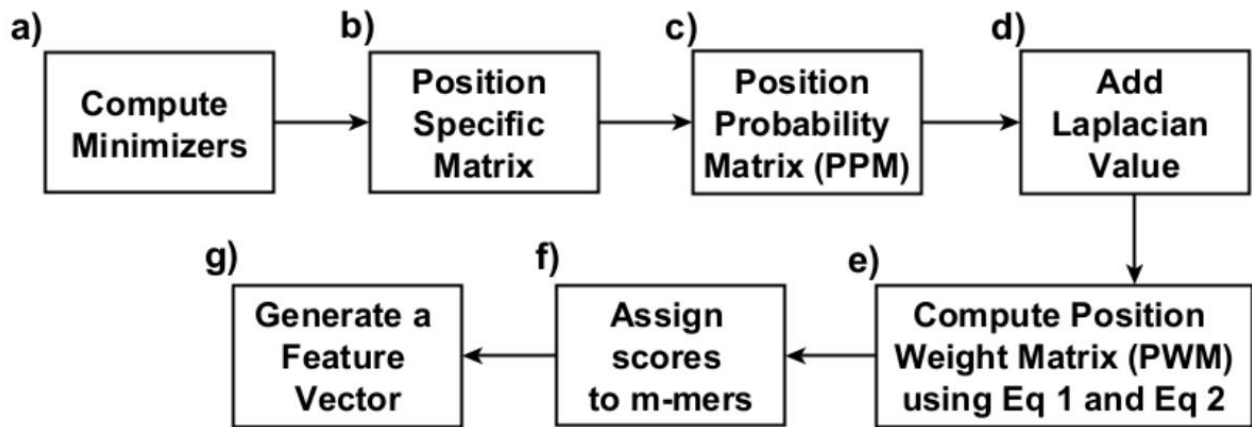 a)
Compute
Minimizers
b)
Position
Specific
Matrix
c)
Position
Probability
Matrix (PPM)
d)
Add
Laplacian
Value
e)
Compute Position
Weight Matrix (PWM)
using Eq 1 and Eq 2
f)
Assign
scores
to m-mers
g)
Generate a
Feature
Vector